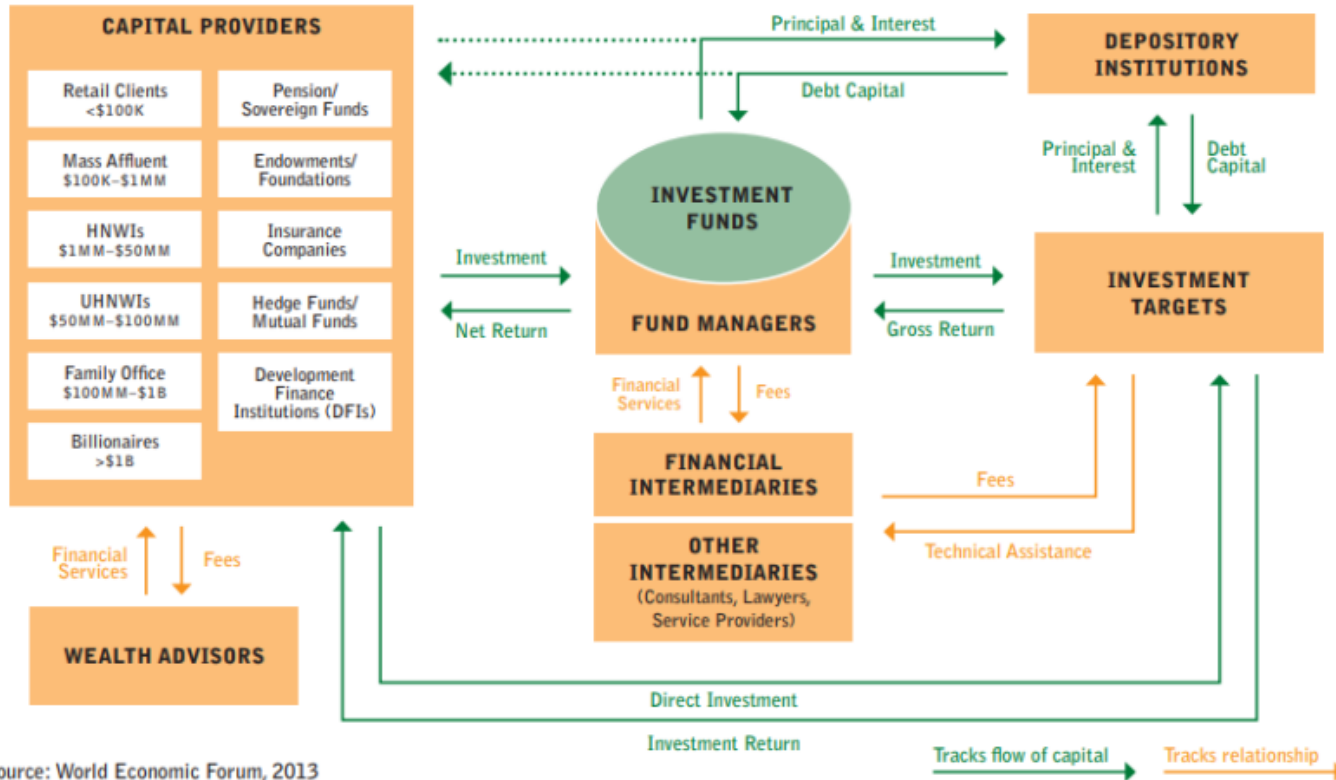 CAPITAL PROVIDERS
Retail Clients
<$100K
Pension/
Sovereign Funds
Mass Affluent
$100K–$1MM
Endowments/
Foundations
HNWIs
$1MM–$50MM
Insurance
Companies
UHNWIs
$50MM–$100MM
Hedge Funds/
Mutual Funds
Family Office
$100MM–$1B
Development
Finance
Institutions (DFIs)
Billionaires
>$1B
Principal & Interest
Debt Capital
DEPOSITORY
INSTITUTIONS
Principal &
Interest
Debt
Capital
INVESTMENT
FUNDS
FUND MANAGERS
Investment
Net Return
Investment
Gross Return
INVESTMENT
TARGETS
Financial
Services
Fees
FINANCIAL
INTERMEDIARIES
OTHER
INTERMEDIARIES
(Consultants, Lawyers,
Service Providers)
Fees
Technical Assistance
Financial
Services
Fees
WEALTH ADVISORS
Direct Investment
Investment Return
ource: World Economic Forum, 2013
Tracks flow of capital
Tracks relationship